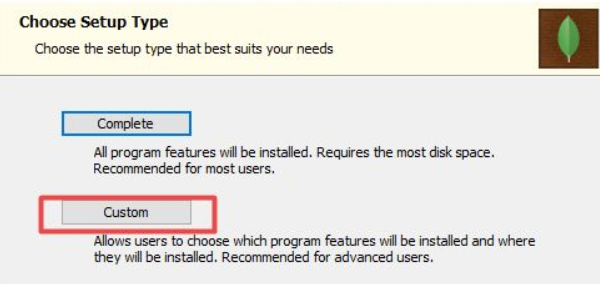 Choose Setup Type
Choose the setup type that best suits your needs
Complete
All program features will be installed. Requires the most disk space.
Recommended for most users.
Custom
Allows users to choose which program features will be installed and where
they will be installed. Recommended for advanced users.